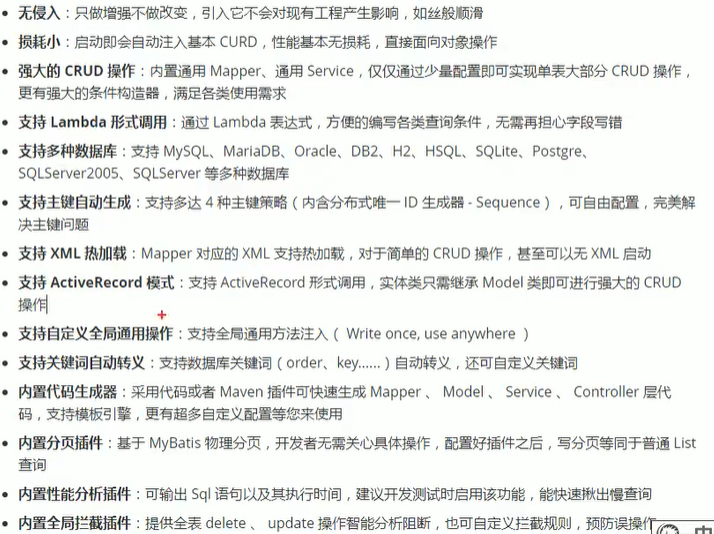 无侵入：只做增强不做改变，引入它不会对现有工程产生影响，如丝般顺滑
损耗小：启动即会自动注入基本 CURD，性能基本无损耗，直接面向对象操作
强大的 CRUD 操作：内置通用 Mapper、通用 Service，仅仅通过少量配置即可实现单表大部分 CRUD 操作，
更有强大的条件构造器，满足各类使用需求
支持 Lambda 形式调用：通过 Lambda 表达式，方便的编写各类查询条件，无需再担心字段写错
支持多种数据库：支持 MySQL、MariaDB、Oracle、DB2、H2、HSQL、SQLite、Postgre、
SQLServer2005、SQLServer 等多种数据库
支持主键自动生成：支持多达 4 种主键策略（内含分布式唯一 ID 生成器 - Sequence），可自由配置，完美解
决主键问题
支持 XML 热加载：Mapper 对应的 XML 支持热加载，对于简单的 CRUD 操作，甚至可以无 XML 启动
支持 ActiveRecord 模式：支持 ActiveRecord 形式调用，实体类只需继承 Model 类即可进行强大的 CRUD
操作
支持自定义全局通用操作：支持全局通用方法注入（ Write once, use anywhere ）
支持关键词自动转义：支持数据库关键词（order、key......）自动转义，还可自定义关键词
内置代码生成器：采用代码或者 Maven 插件可快速生成 Mapper 、 Model 、 Service 、 Controller 层代
码，支持模板引擎，更有超多自定义配置等您来使用
内置分页插件：基于 MyBatis 物理分页，开发者无需关心具体操作，配置好插件之后，写分页等同于普通 List
查询
内置性能分析插件：可输出 Sql 语句以及其执行时间，建议开发测试时启用该功能，能快速揪出慢查询
内置全局拦截插件：提供全表 delete 、 update 操作智能分析阻断，也可自定义拦截规则，预防误操作